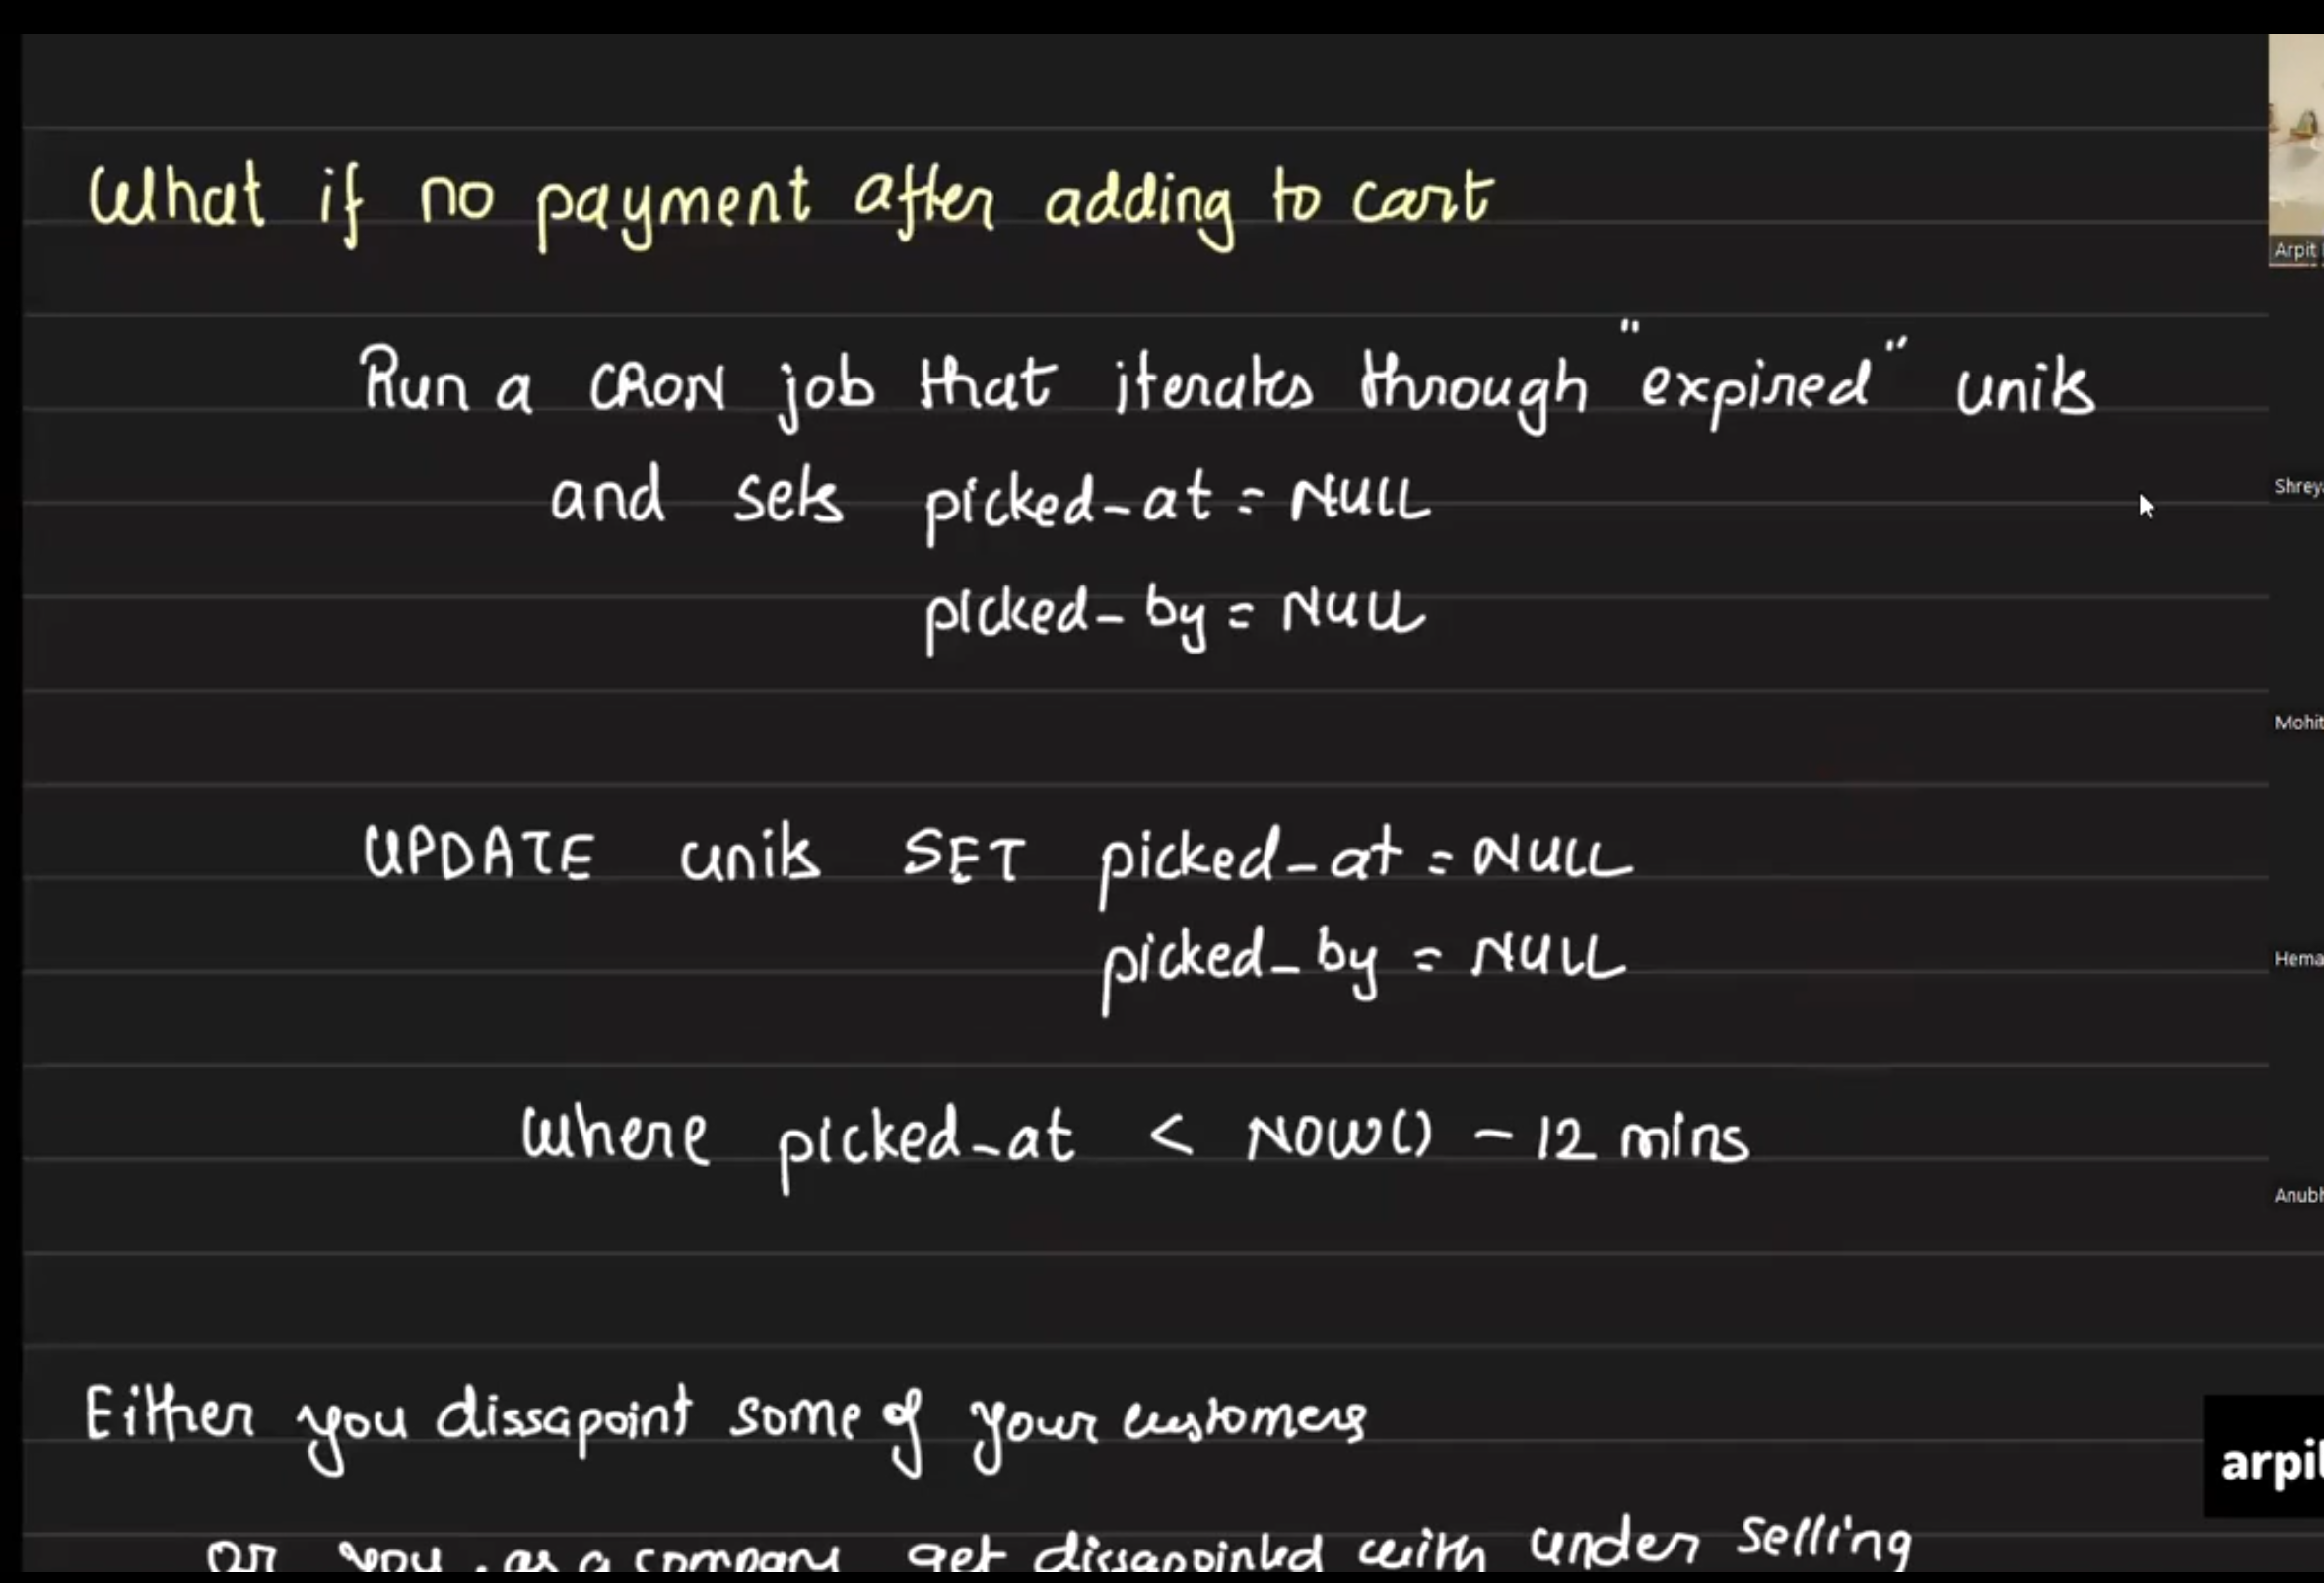 What if no payment after adding to cart
Arpit
Run a CRON job that iterates through "expired" units
and sets picked-at = NULL
Shrey
picked-by = NULL
Mohit
UPDATE units SET picked-at = NULL
picked-by = NULL
Hema
Where picked-at < NOW() - 12 mins
Anubh
Either you dissapoint some of your customers
arpit
or you, as a company get dissappointed with under selling